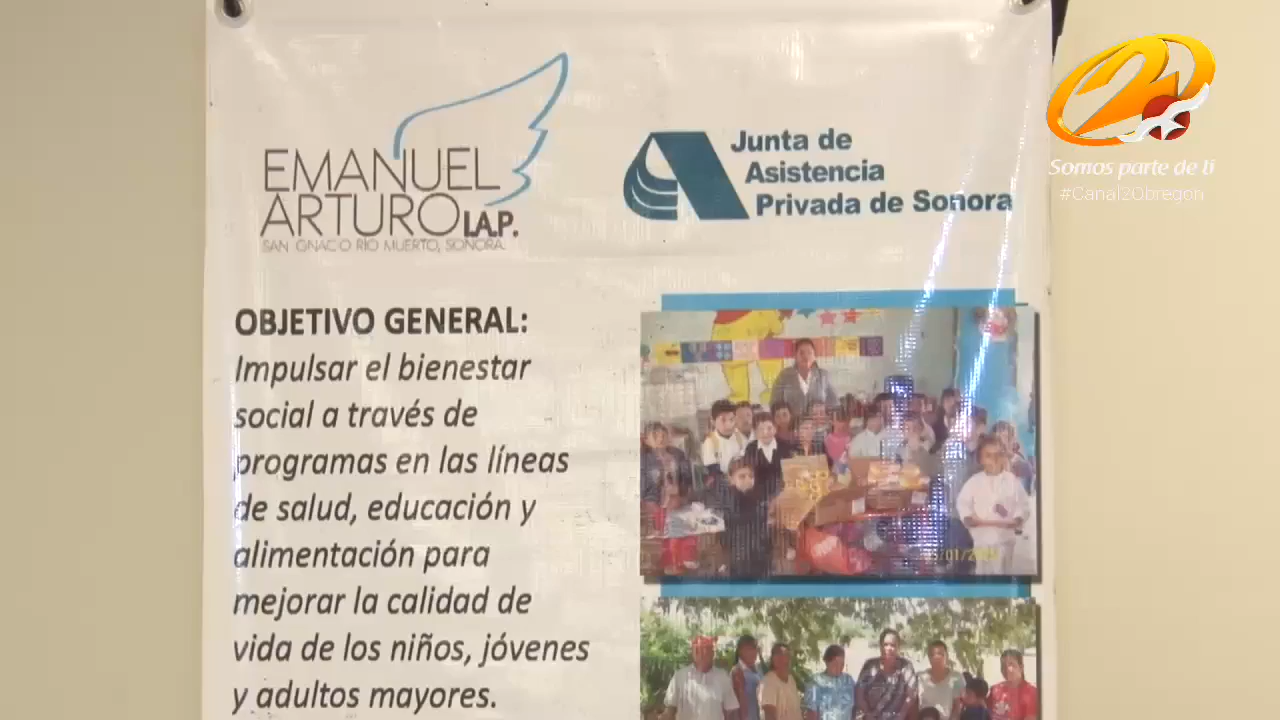 EMANUEL
ARTURO I.A.P.
SAN IGNACIO RÍO MUERTO, SONORA.
Junta de
Asistencia
Privada de Sonora
Somos parte de ti
#Canal2Obregon
OBJETIVO GENERAL:
Impulsar el bienestar
social a través de
programas en las líneas
de salud, educación y
alimentación para
mejorar la calidad de
vida de los niños, jóvenes
y adultos mayores.